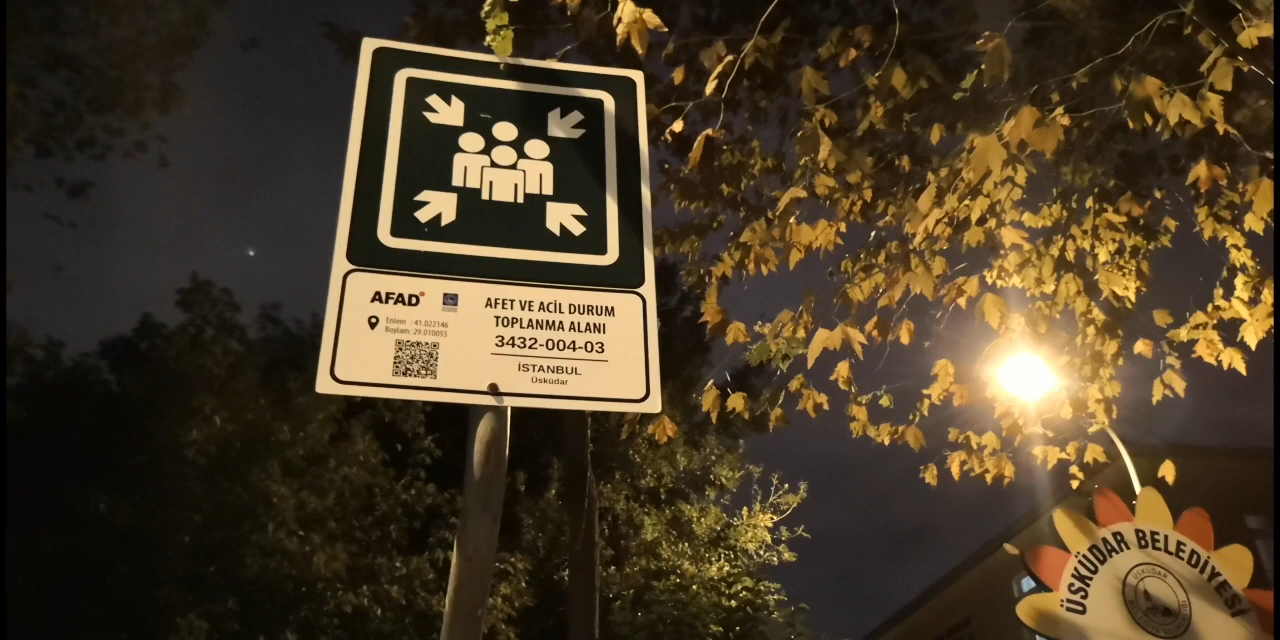 AFAD
AFET VE ACİL DURUM
TOPLANMA ALANI
3432-004-03
İSTANBUL
Üsküdar
Enlem : 41.022146
Boylam: 29.010055
ÜSKÜDAR BELEDİYESİ
ÜSKÜDAR